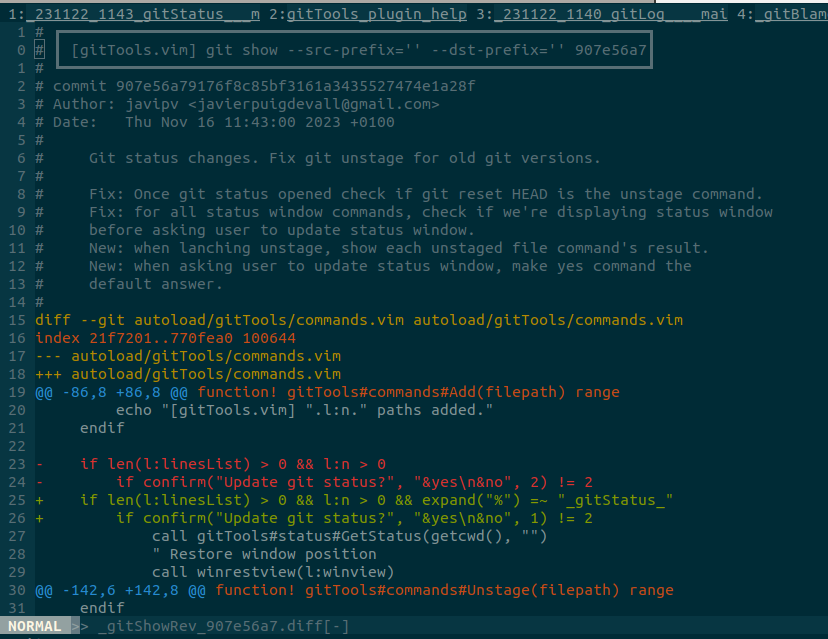 1:_231122_1143_gitStatus___m 2:gitTools_plugin_help 3:_231122_1140_gitLog____mai 4:_gitBlam
1 #
0 # [gitTools.vim] git show --src-prefix='' --dst-prefix='' 907e56a7
1 #
2 # commit 907e56a79176f8c85bf3161a3435527474e1a28f
3 # Author: javipv <javierpuigdevall@gmail.com>
4 # Date:   Thu Nov 16 11:43:00 2023 +0100
5 #
6 #     Git status changes. Fix git unstage for old git versions.
7 #
8 #     Fix: Once git status opened check if git reset HEAD is the unstage command.
9 #     Fix: for all status window commands, check if we're displaying status window
10 #     before asking user to update status window.
11 #     New: when lanching unstage, show each unstaged file command's result.
12 #     New: when asking user to update status window, make yes command the
13 #     default answer.
14 #
15 diff --git autoload/gitTools/commands.vim autoload/gitTools/commands.vim
16 index 21f7201..770fea0 100644
17 --- autoload/gitTools/commands.vim
18 +++ autoload/gitTools/commands.vim
19 @@ -86,8 +86,8 @@ function! gitTools#commands#Add(filepath) range
20          echo "[gitTools.vim] ".l:n." paths added."
21      endif
22
23 -    if len(l:linesList) > 0 && l:n > 0
24 -        if confirm("Update git status?", "&yes\n&no", 2) != 2
25 +    if len(l:linesList) > 0 && l:n > 0 && expand("%") =~ "_gitStatus_"
26 +        if confirm("Update git status?", "&yes\n&no", 1) != 2
27              call gitTools#status#GetStatus(getcwd(), "")
28              " Restore window position
29              call winrestview(l:winview)
30 @@ -142,6 +142,8 @@ function! gitTools#commands#Unstage(filepath) range
31      endif
NORMAL >> _gitShowRev_907e56a7.diff[-]